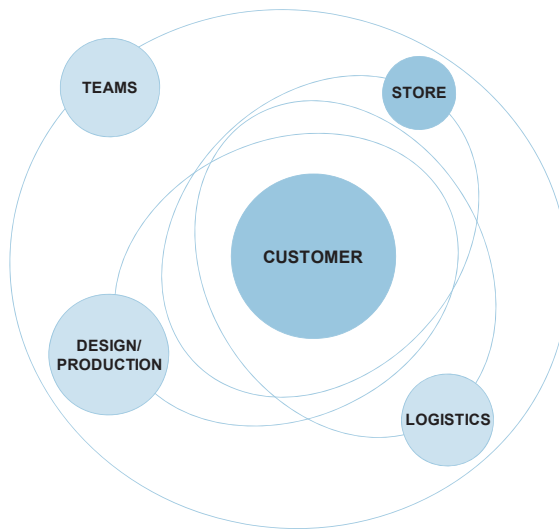 TEAMS
STORE
CUSTOMER
DESIGN/
PRODUCTION
LOGISTICS